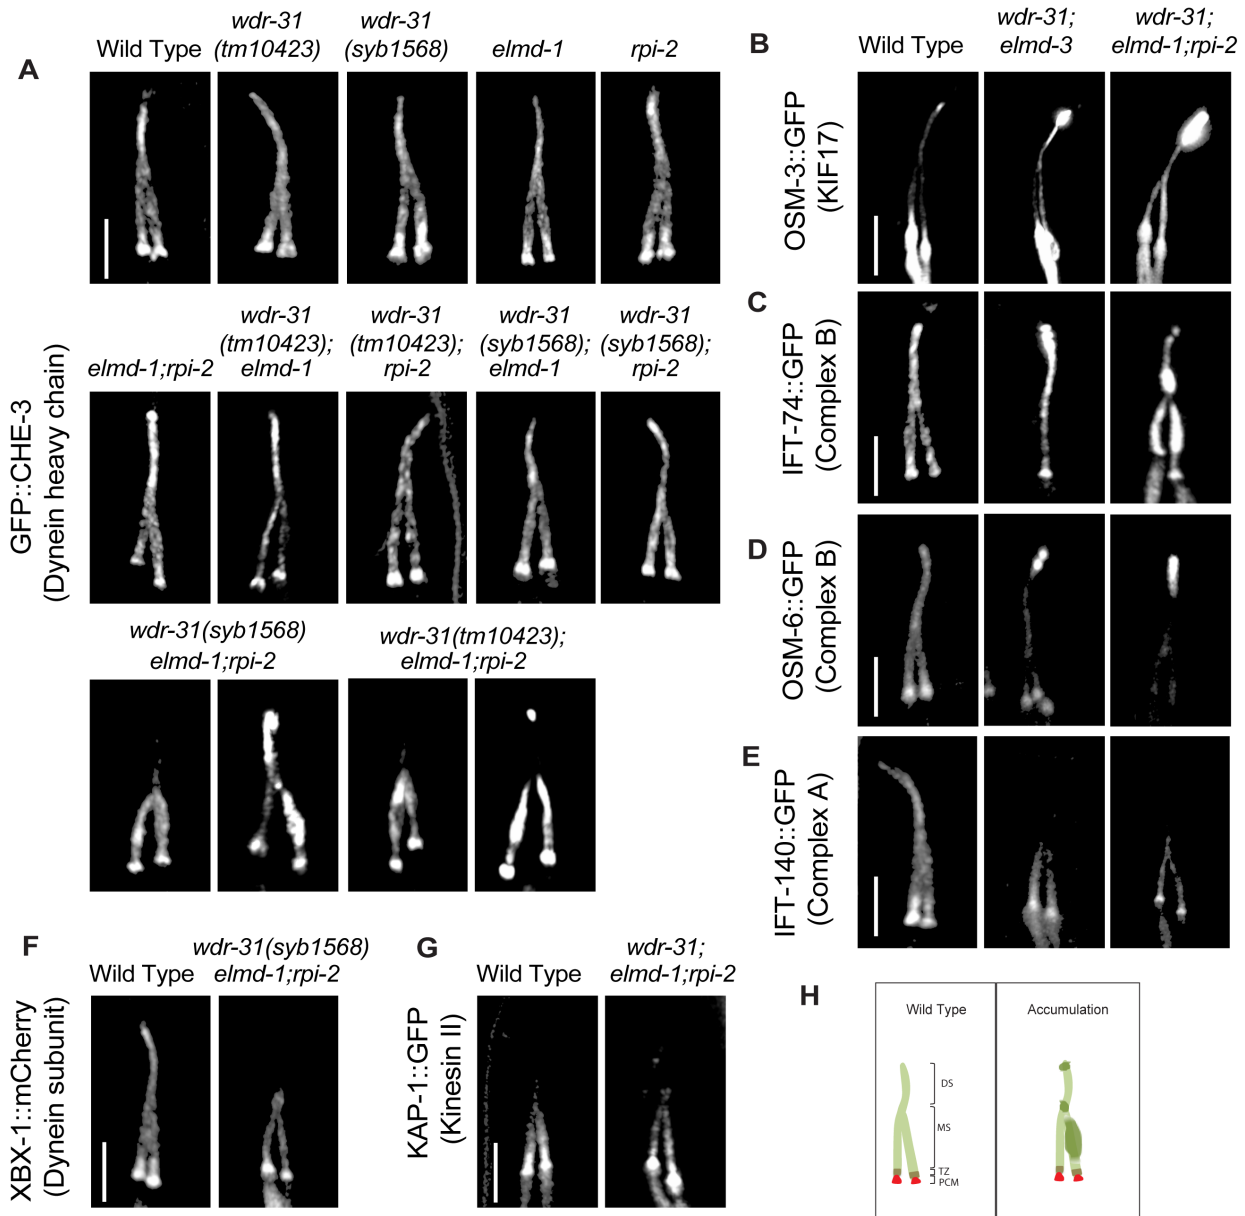 A
Wild Type
wdr-31
(tm10423)
wdr-31
(syb1568)
elmd-1
rpi-2
GFP::CHE-3
(Dynein heavy chain)
elmd-1;rpi-2
wdr-31
(tm10423);
elmd-1
wdr-31
(tm10423);
rpi-2
wdr-31
(syb1568);
elmd-1
wdr-31
(syb1568);
rpi-2
wdr-31(syb1568)
elmd-1;rpi-2
wdr-31(tm10423);
elmd-1;rpi-2
B
Wild Type
wdr-31;
elmd-3
wdr-31;
elmd-1;rpi-2
OSM-3::GFP
(KIF17)
C
IFT-74::GFP
(Complex B)
D
OSM-6::GFP
(Complex B)
E
IFT-140::GFP
(Complex A)
F
Wild Type
wdr-31(syb1568)
elmd-1;rpi-2
XBX-1::mCherry
(Dynein subunit)
G
Wild Type
wdr-31;
elmd-1;rpi-2
KAP-1::GFP
(Kinesin II)
H
Wild Type
Accumulation
DS
MS
TZ
PCM